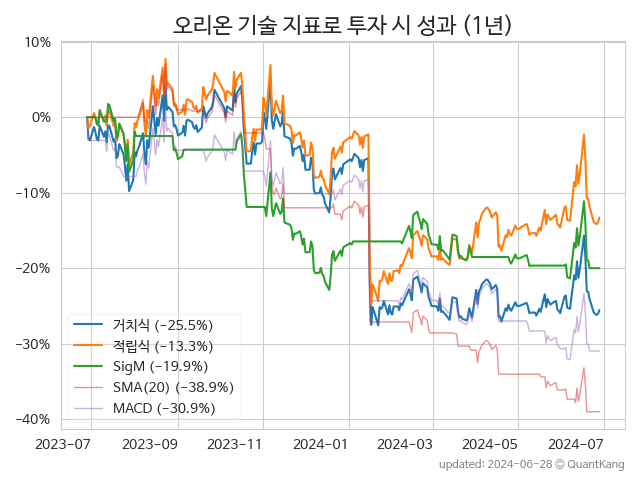 오리온 기술 지표로 투자 시 성과 (1년)
10%
0%
−10%
−20%
−30%
−40%
거치식 (−25.5%)
적립식 (−13.3%)
SigM (−19.9%)
SMA(20) (−38.9%)
MACD (−30.9%)
2023-07 2023-09 2023-11 2024-01 2024-03 2024-05 2024-07
updated: 2024-06-28 © QuantKang